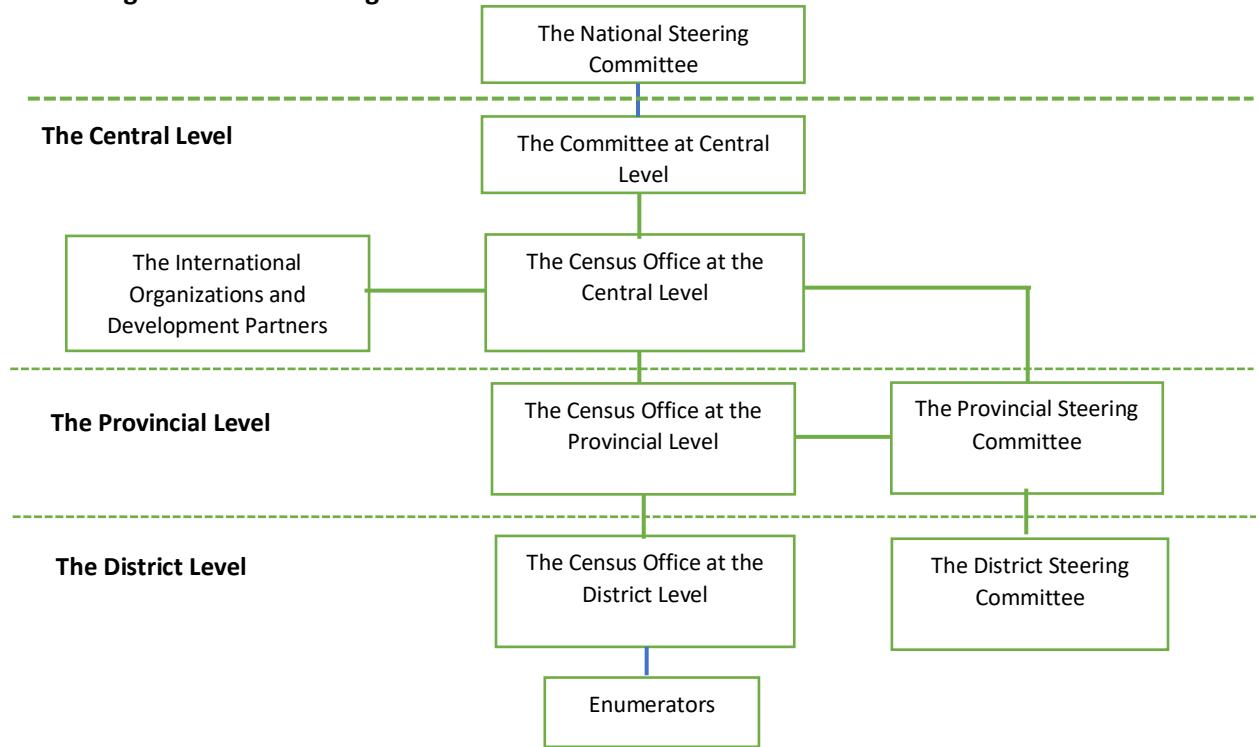 The National Steering
Committee
The Central Level
The Committee at Central
Level
The International
Organizations and
Development Partners
The Census Office at the
Central Level
The Provincial Level
The Census Office at the
Provincial Level
The Provincial Steering
Committee
The District Level
The Census Office at the
District Level
The District Steering
Committee
Enumerators